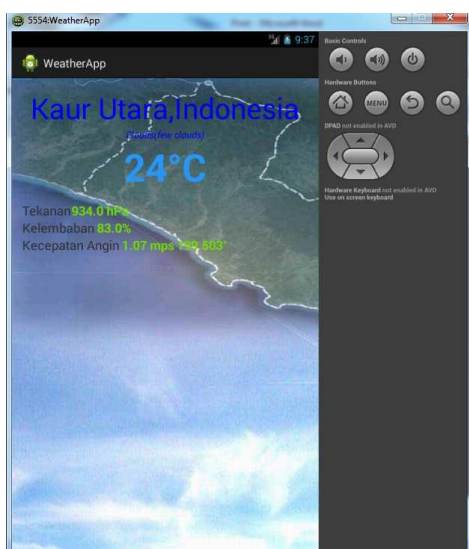 5554:WeatherApp
9:37
WeatherApp
Kaur Utara,Indonesia
Clouds(few clouds)
24°C
Tekanan934.0 hPa
Kelembaban 83.0%
Kecepatan Angin 1.07 mps
Basic Controls
Hardware Buttons
MENU
DPAD not enabled in AVD
Hardware Keyboard not enabled in AVD
Use on screen keyboard